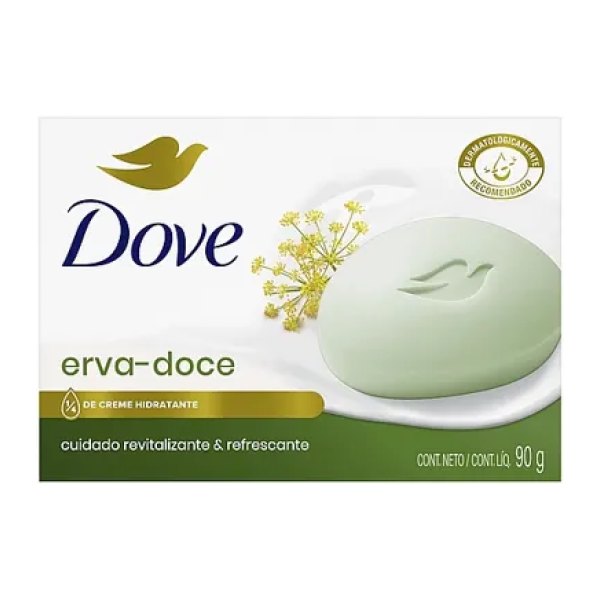 Dove
DERMATOLOGICAMENTE
RECOMENDADO
erva-doce
1/4 DE CREME HIDRATANTE
cuidado revitalizante & refrescante
CONT. NETO / CONT. LÍQ. 90 g